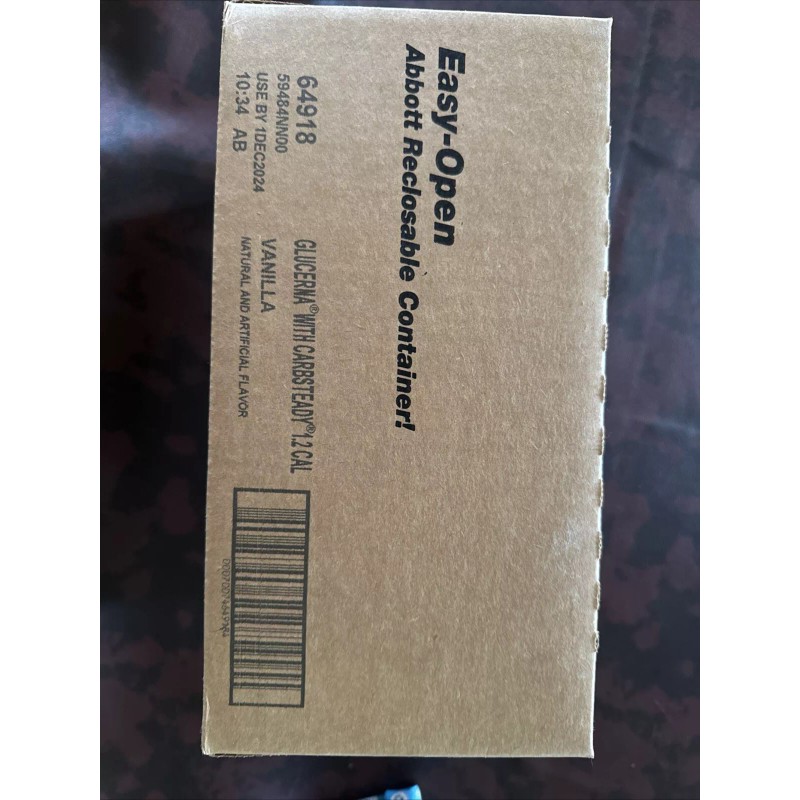 Easy-Open
Abbott Reclosable Container!
64918
59484NN00
USE BY 1DEC2024
10:34 AB
GLUCERNA® WITH CARBSTEADY® 1.2 CAL
VANILLA
NATURAL AND ARTIFICIAL FLAVOR